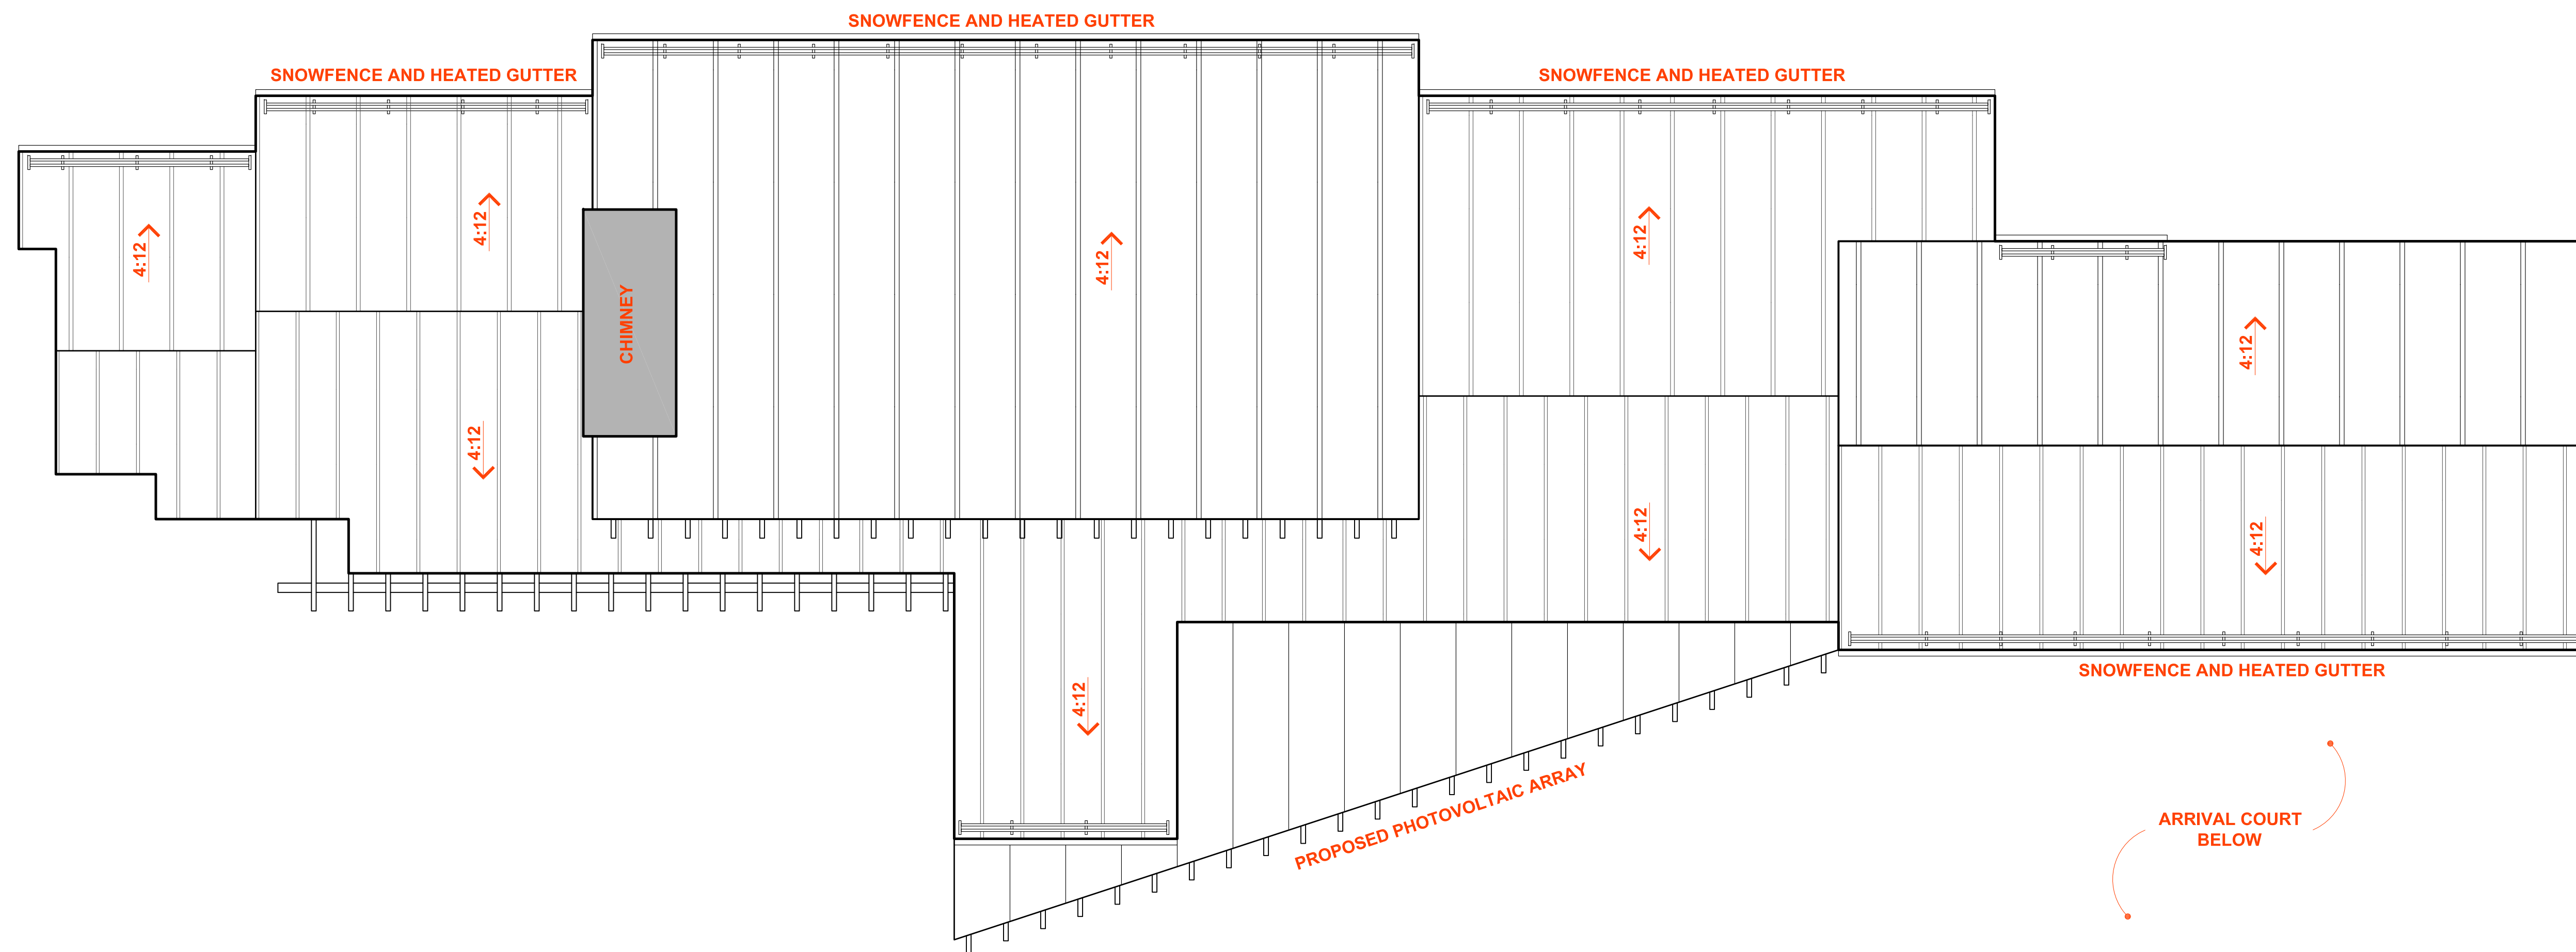 SNOWFENCE AND HEATED GUTTER
SNOWFENCE AND HEATED GUTTER
SNOWFENCE AND HEATED GUTTER
4:12
4:12
4:12
4:12
4:12
CHIMNEY
4:12
4:12
4:12
4:12
SNOWFENCE AND HEATED GUTTER
PROPOSED PHOTOVOLTAIC ARRAY
ARRIVAL COURT
BELOW